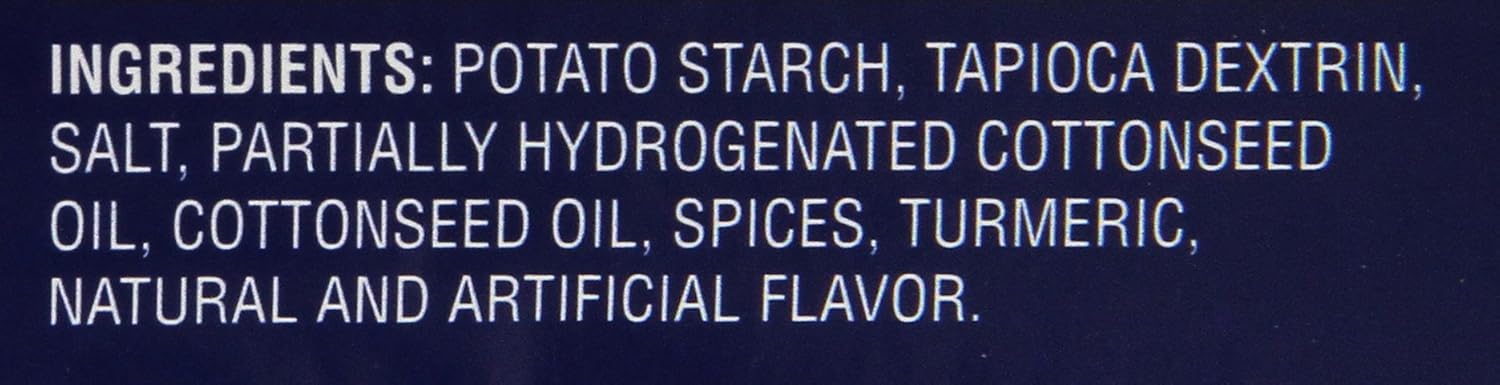 INGREDIENTS: POTATO STARCH, TAPIOCA DEXTRIN,
SALT, PARTIALLY HYDROGENATED COTTONSEED
OIL, COTTONSEED OIL, SPICES, TURMERIC,
NATURAL AND ARTIFICIAL FLAVOR.